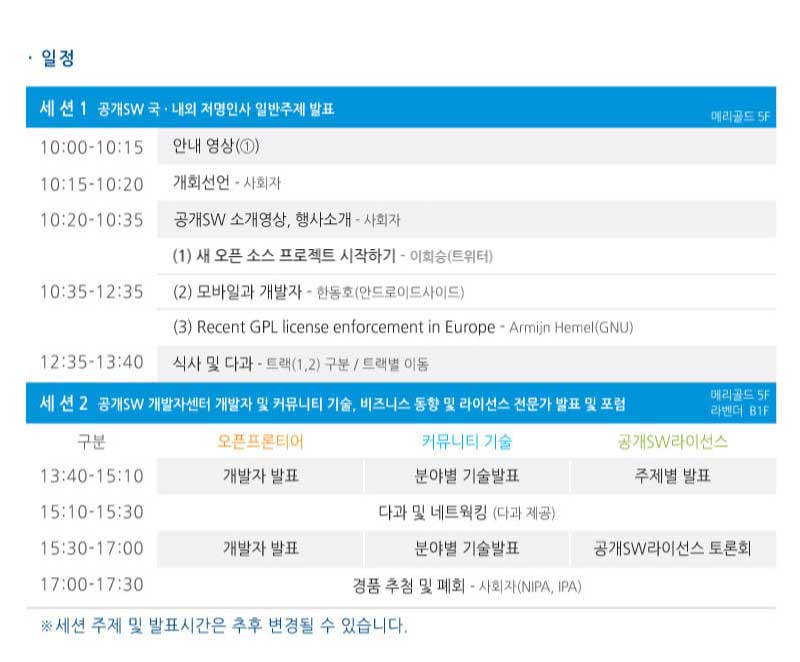 · 일정
세 션 1 공개SW 국 · 내외 저명인사 일반주제 발표 메리골드 5F
10:00-10:15 안내 영상(①)
10:15-10:20 개회선언 - 사회자
10:20-10:35 공개SW 소개영상, 행사소개 - 사회자
(1) 새 오픈 소스 프로젝트 시작하기 - 이희승(트위터)
10:35-12:35 (2) 모바일과 개발자 - 한동호(안드로이드사이드)
(3) Recent GPL license enforcement in Europe - Armijn Hemel(GNU)
12:35-13:40 식사 및 다과 - 트랙(1,2) 구분 / 트랙별 이동
세 션 2 공개SW 개발자센터 개발자 및 커뮤니티 기술, 비즈니스 동향 및 라이선스 전문가 발표 및 포럼 메리골드 5F
라벤더 B1F
구분 오픈프론티어 커뮤니티 기술 공개SW라이선스
13:40-15:10 개발자 발표 분야별 기술발표 주제별 발표
15:10-15:30 다과 및 네트웍킹 (다과 제공)
15:30-17:00 개발자 발표 분야별 기술발표 공개SW라이선스 토론회
17:00-17:30 경품 추첨 및 폐회 - 사회자(NIPA, IPA)
※세션 주제 및 발표시간은 추후 변경될 수 있습니다.